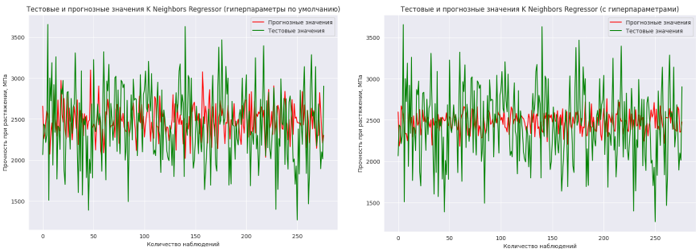 Тестовые и прогнозные значения K Neighbors Regressor (гиперпараметры по умолчанию)
Прогнозные значения
Тестовые значения
3500
3000
2500
2000
1500
Прочность при растяжении, МПа
0 50 100 150 200 250
Количество наблюдений
Тестовые и прогнозные значения K Neighbors Regressor (с гиперпараметрами)
Прогнозные значения
Тестовые значения
3500
3000
2500
2000
1500
Прочность при растяжении, МПа
0 50 100 150 200 250
Количество наблюдений